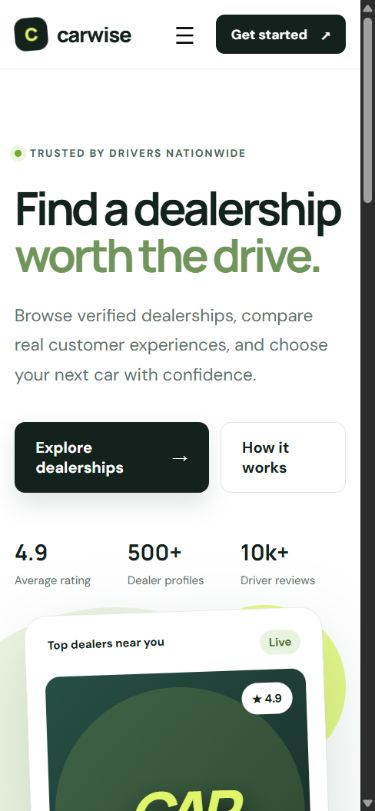 C carwise
Get started ↗
TRUSTED BY DRIVERS NATIONWIDE
Find a dealership
worth the drive.
Browse verified dealerships, compare
real customer experiences, and choose
your next car with confidence.
Explore
dealerships →
How it
works
4.9 500+ 10k+
Average rating Dealer profiles Driver reviews
Top dealers near you Live
★ 4.9
CAR